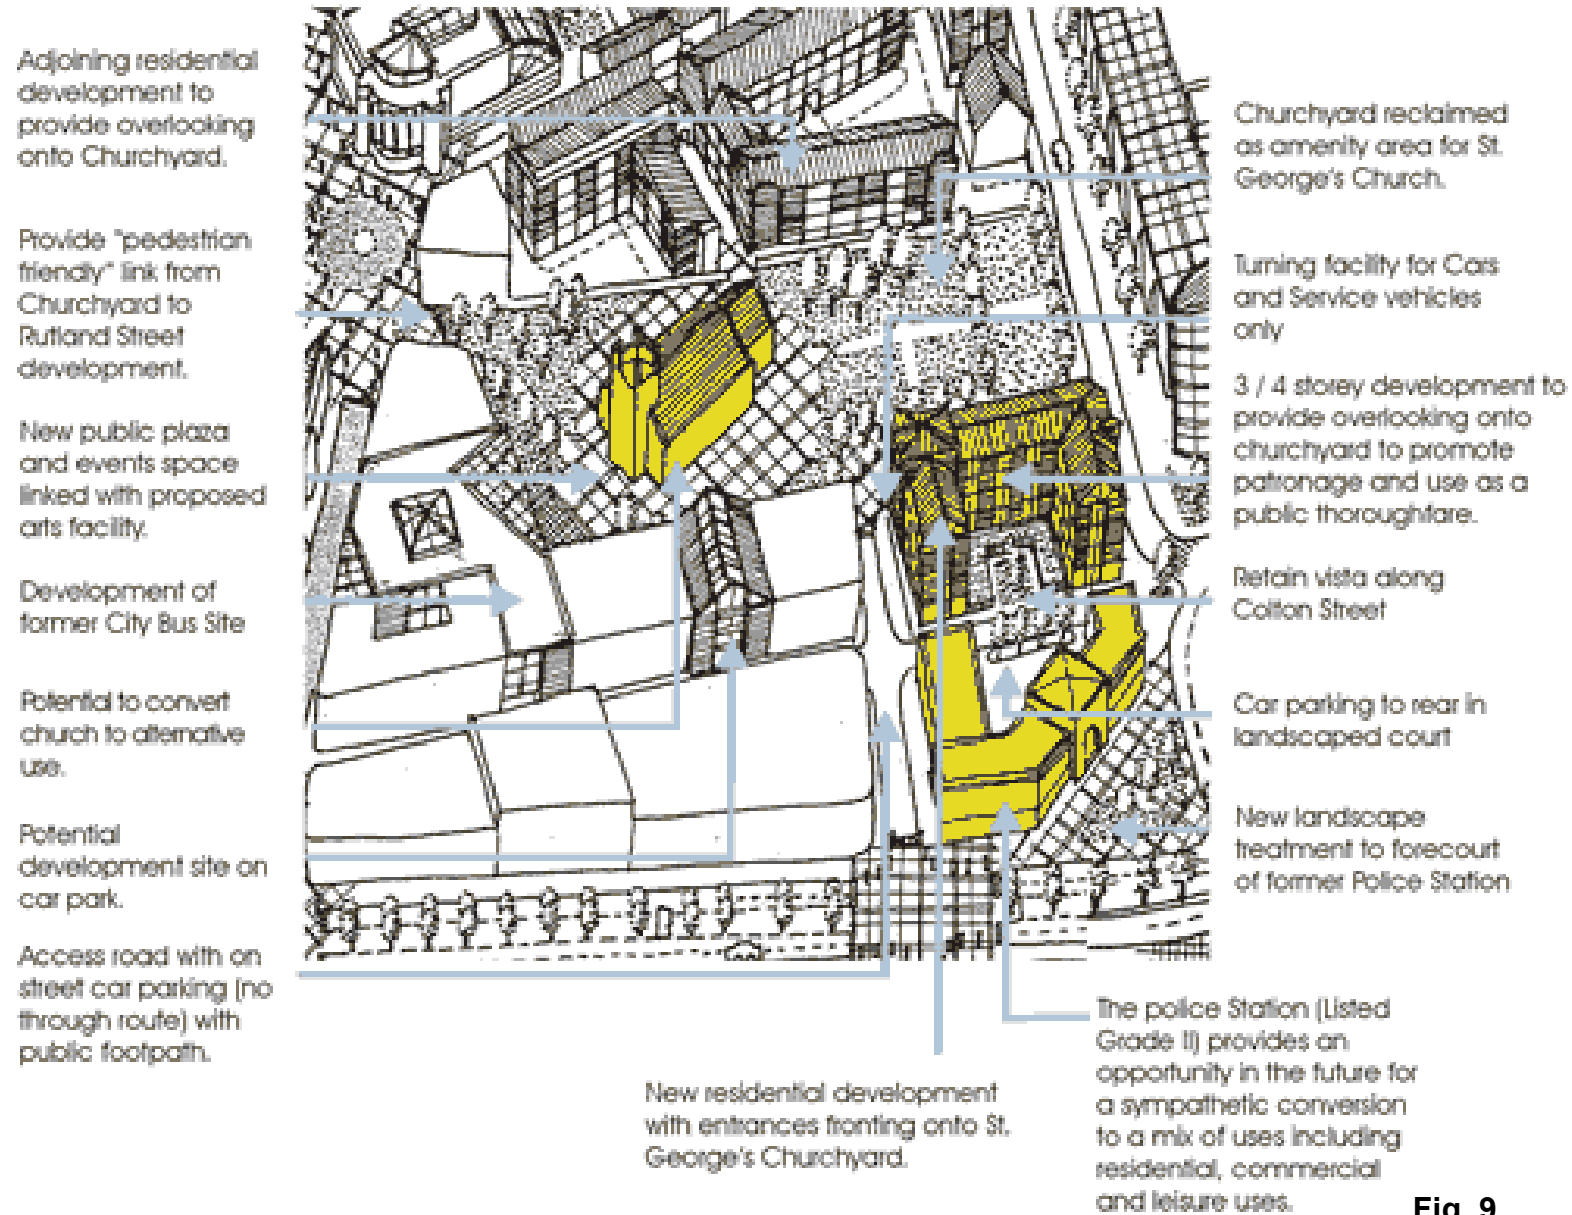 Adjoining residential
development to
provide overlooking
onto Churchyard.
Provide "pedestrian
friendly" link from
Churchyard to
Rutland Street
development.
New public plaza
and events space
linked with proposed
arts facility.
Development of
former City Bus Site
Potential to convert
church to alternative
use.
Potential
development site on
car park.
Access road with on
street car parking (no
through route) with
public footpath.
New residential development
with entrances fronting onto St.
George's Churchyard.
Churchyard reclaimed
as amenity area for St.
George's Church.
Turning facility for Cars
and Service vehicles
only
3 / 4 storey development to
provide overlooking onto
churchyard to promote
patronage and use as a
public thoroughfare.
Retain vista along
Colton Street
Car parking to rear in
landscaped court
New landscape
treatment to forecourt
of former Police Station
The police Station (Listed
Grade II) provides an
opportunity in the future for
a sympathetic conversion
to a mix of uses including
residential, commercial
and leisure uses.
Fig. 9